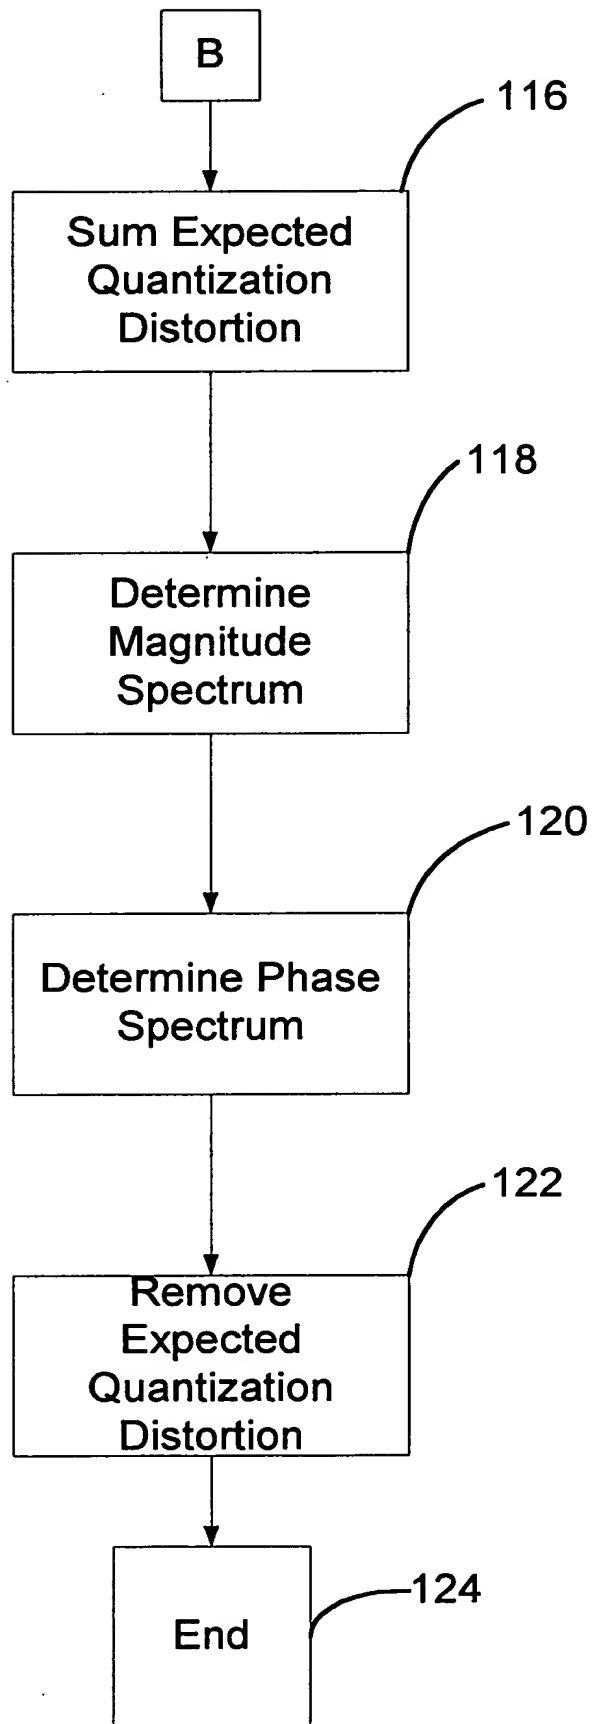 B
116
Sum Expected
Quantization
Distortion
118
Determine
Magnitude
Spectrum
120
Determine Phase
Spectrum
122
Remove
Expected
Quantization
Distortion
124
End